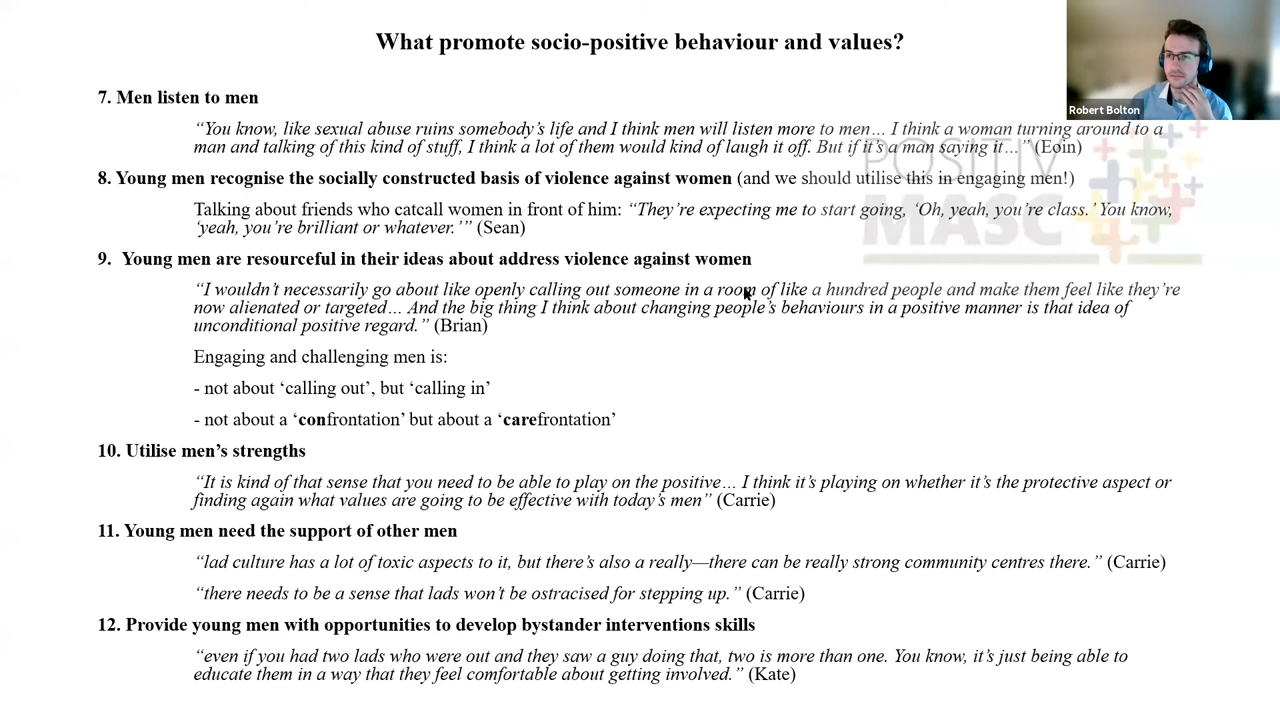 What promote socio-positive behaviour and values?
Robert Bolton
7. Men listen to men
“You know, like sexual abuse ruins somebody’s life and I think men will listen more to men… I think a woman turning around to a
man and talking of this kind of stuff, I think a lot of them would kind of laugh it off. But if it’s a man saying it…” (Eoin)
POSITIV
MASC
8. Young men recognise the socially constructed basis of violence against women (and we should utilise this in engaging men!)
Talking about friends who catcall women in front of him: “They’re expecting me to start going, ‘Oh, yeah, you’re class.’ You know,
‘yeah, you’re brilliant or whatever.’” (Sean)
9. Young men are resourceful in their ideas about address violence against women
“I wouldn’t necessarily go about like openly calling out someone in a room of like a hundred people and make them feel like they’re
now alienated or targeted… And the big thing I think about changing people’s behaviours in a positive manner is that idea of
unconditional positive regard.” (Brian)
Engaging and challenging men is:
- not about ‘calling out’, but ‘calling in’
- not about a ‘confrontation’ but about a ‘carefrontation’
10. Utilise men’s strengths
“It is kind of that sense that you need to be able to play on the positive… I think it’s playing on whether it’s the protective aspect or
finding again what values are going to be effective with today’s men” (Carrie)
11. Young men need the support of other men
“lad culture has a lot of toxic aspects to it, but there’s also a really—there can be really strong community centres there.” (Carrie)
“there needs to be a sense that lads won’t be ostracised for stepping up.” (Carrie)
12. Provide young men with opportunities to develop bystander interventions skills
“even if you had two lads who were out and they saw a guy doing that, two is more than one. You know, it’s just being able to
educate them in a way that they feel comfortable about getting involved.” (Kate)